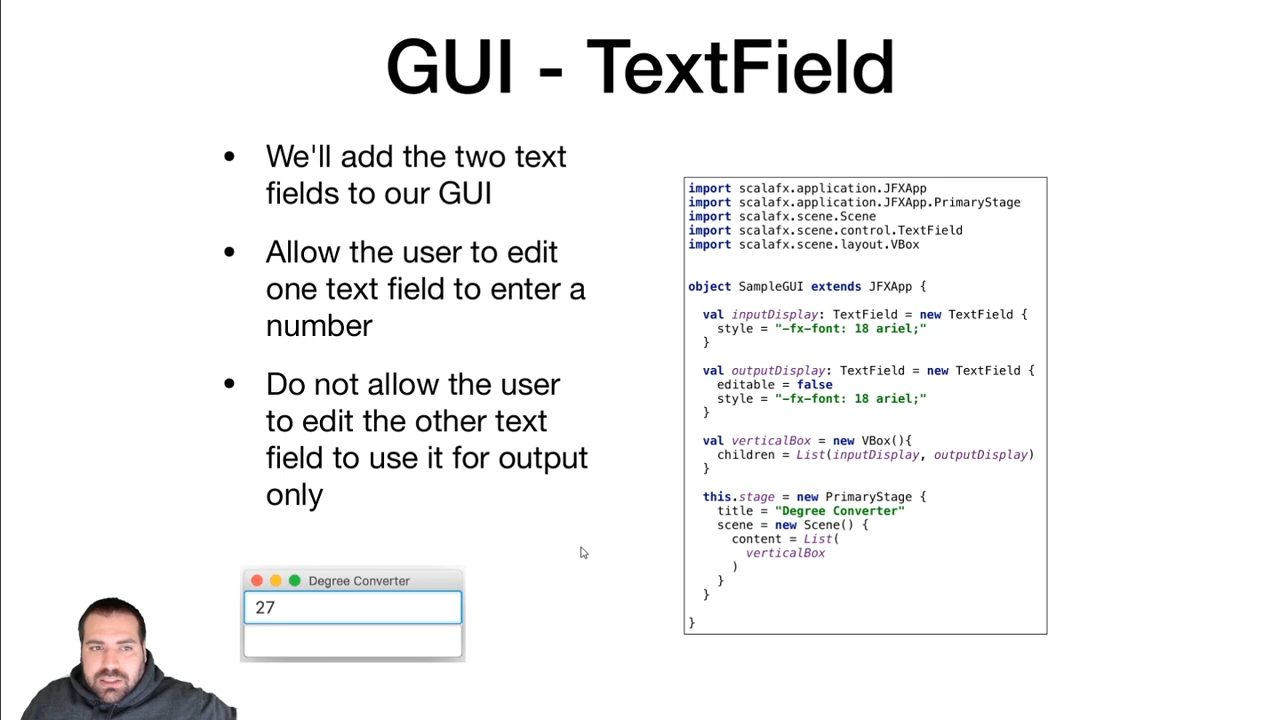 GUI - TextField
• We'll add the two text
fields to our GUI
• Allow the user to edit
one text field to enter a
number
• Do not allow the user
to edit the other text
field to use it for output
only
Degree Converter
27
import scalafx.application.JFXApp
import scalafx.application.JFXApp.PrimaryStage
import scalafx.scene.Scene
import scalafx.scene.control.TextField
import scalafx.scene.layout.VBox
object SampleGUI extends JFXApp {
val inputDisplay: TextField = new TextField {
style = "-fx-font: 18 ariel;"
}
val outputDisplay: TextField = new TextField {
editable = false
style = "-fx-font: 18 ariel;"
}
val verticalBox = new VBox(){
children = List(inputDisplay, outputDisplay)
}
this.stage = new PrimaryStage {
title = "Degree Converter"
scene = new Scene() {
content = List(
verticalBox
)
}
}
}